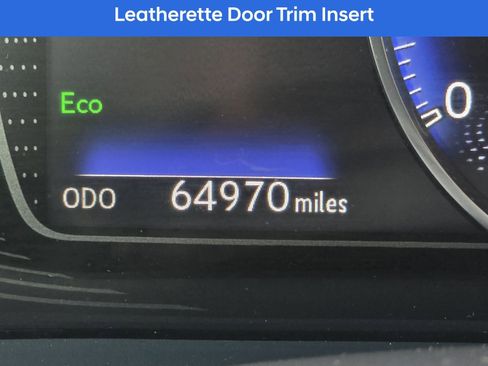 Leatherette Door Trim Insert
Eco
0
ODO 64970 miles